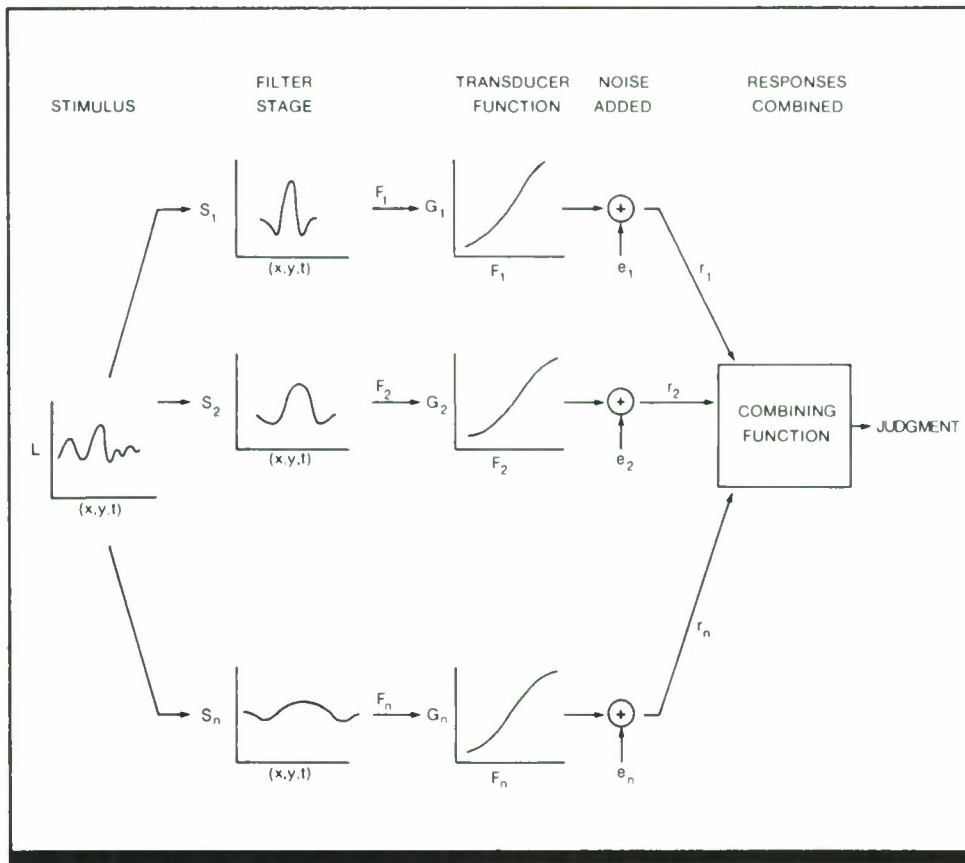 STIMULUS
FILTER
STAGE
TRANSDUCER
FUNCTION
NOISE
ADDED
RESPONSES
COMBINED
S1
(x,y,t)
F1
G1
F1
e1
r1
L
(x,y,t)
S2
(x,y,t)
F2
G2
F2
e2
r2
COMBINING
FUNCTION
JUDGMENT
Sn
(x,y,t)
Fn
Gn
Fn
en
rn